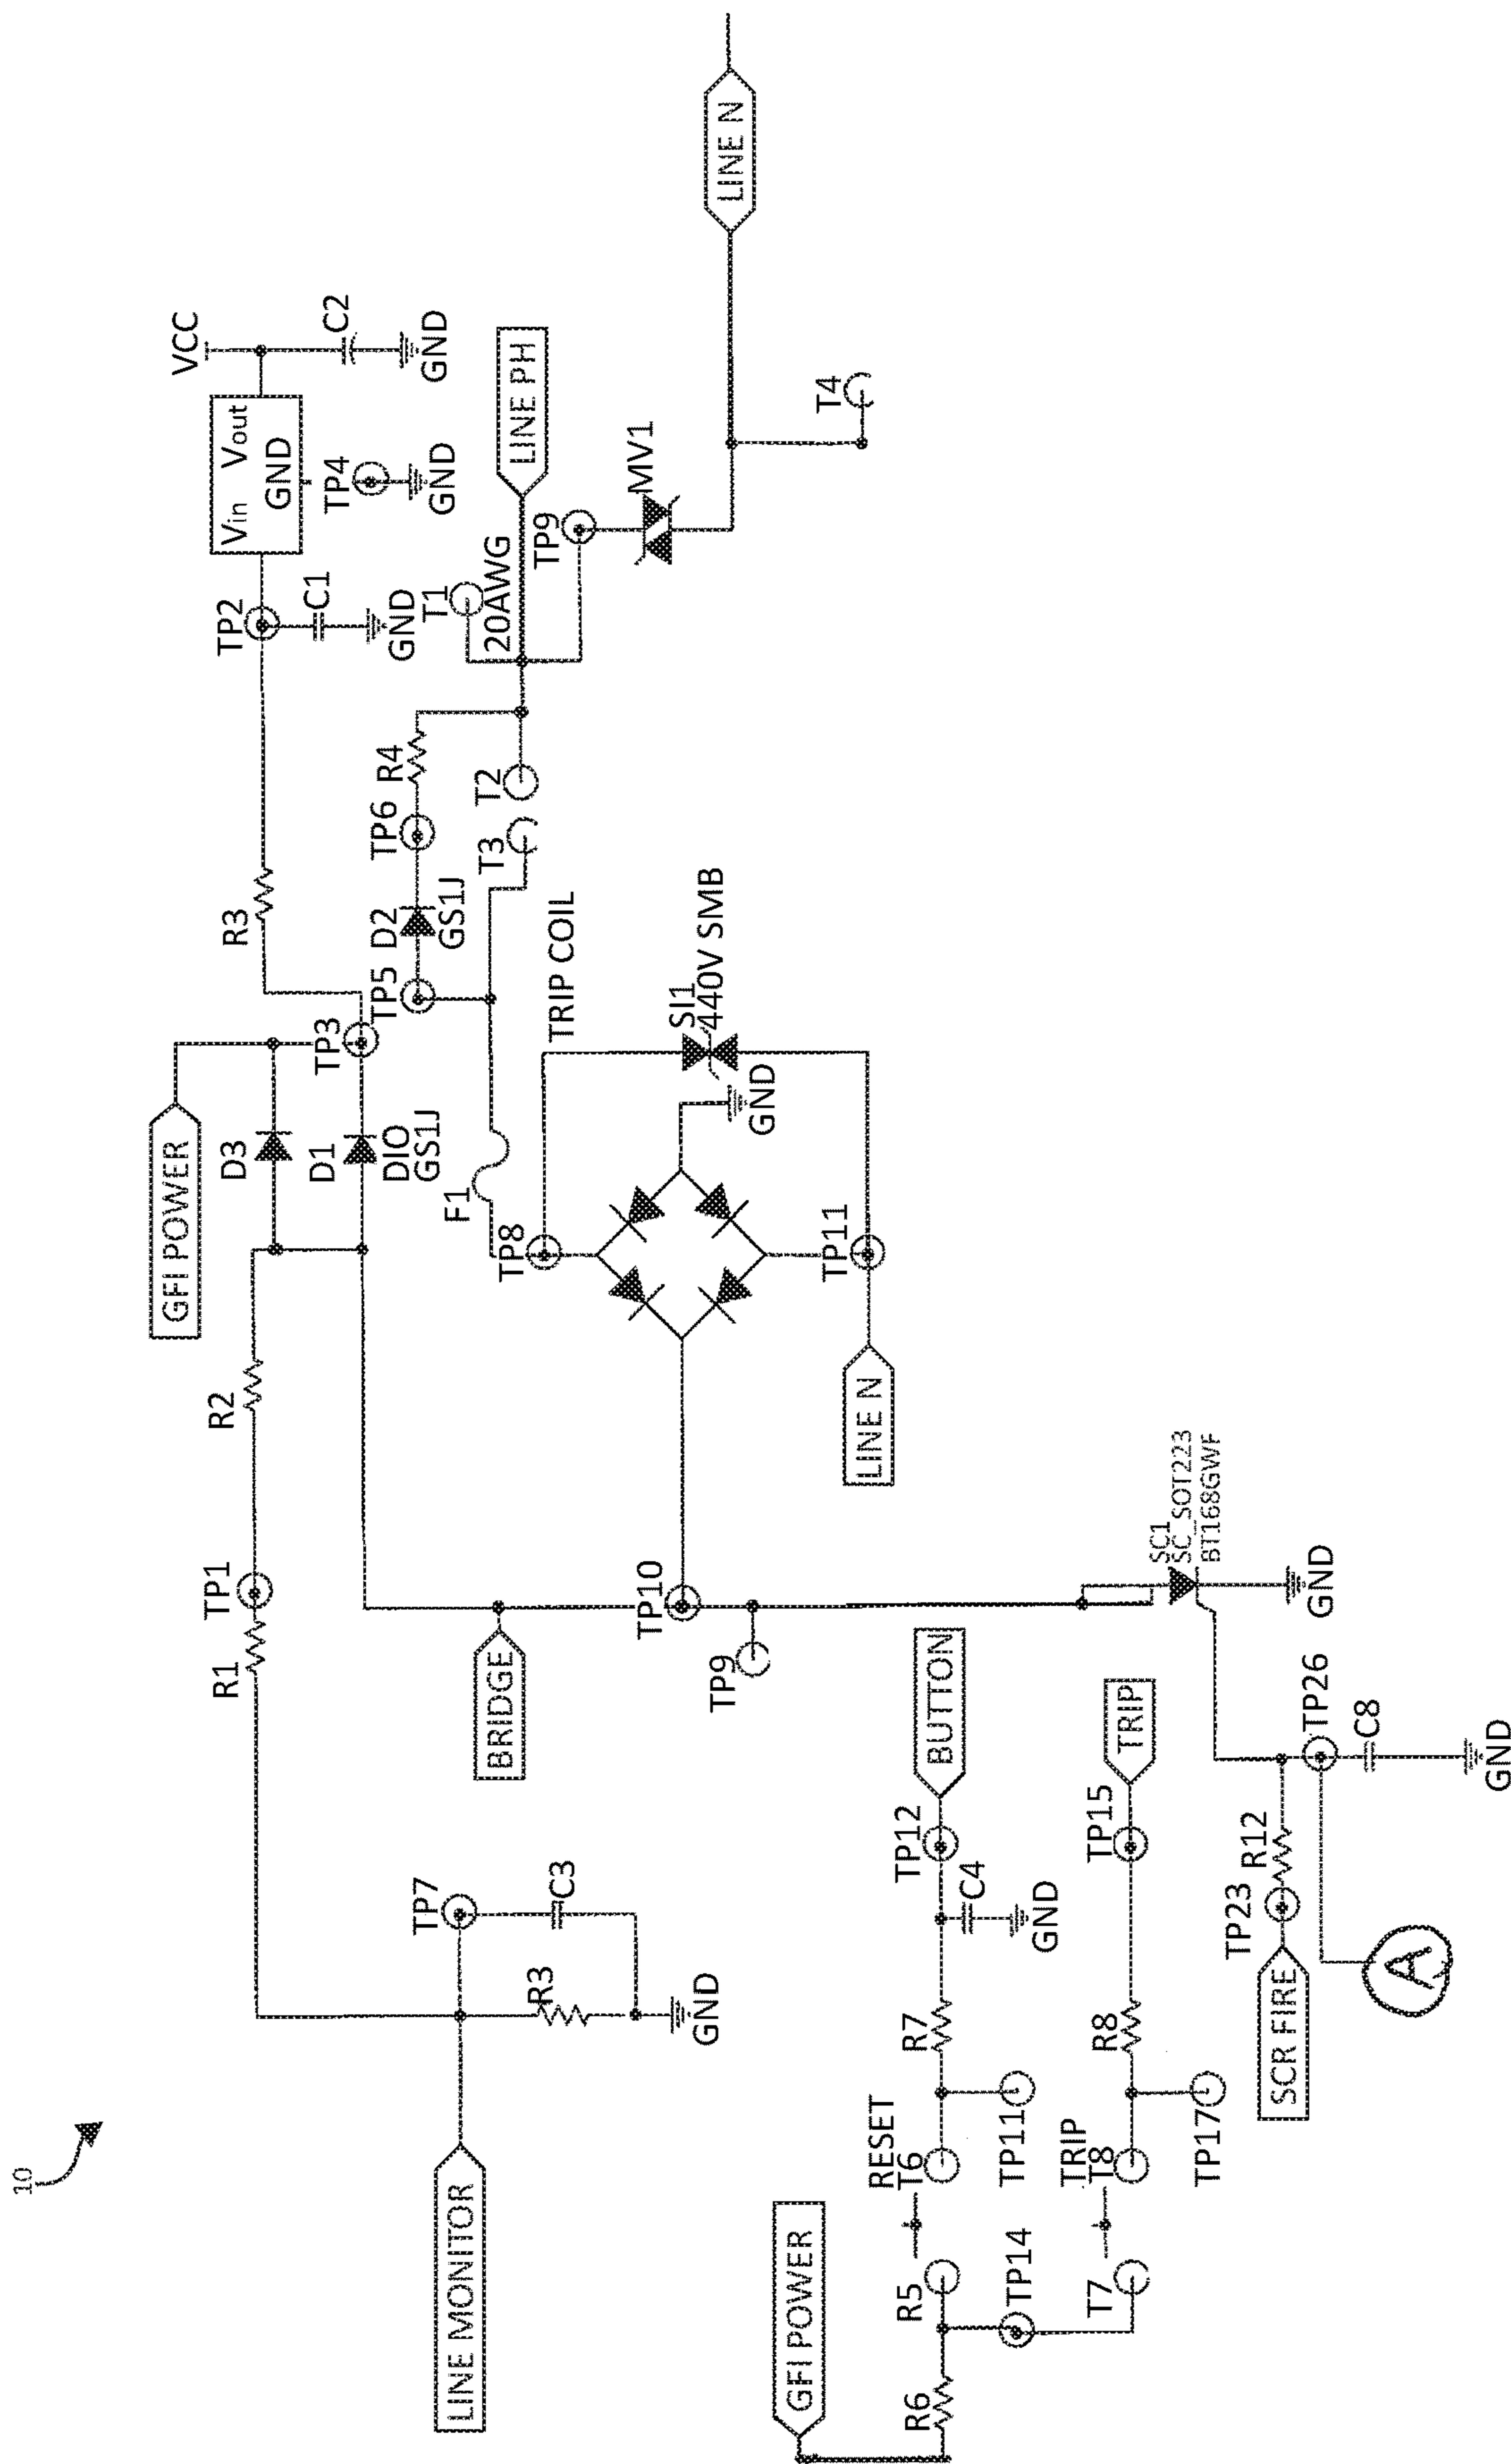 10
LINE MONITOR
TP7
C3
R3
GND
R1
TP1
R2
GFI POWER
D3
D1
DIO
GS1J
TP3
R3
TP2
C1
GND
Vin Vout
GND
TP4
GND
VCC
C2
GND
BRIDGE
TP10
TP9
F1
TP8
TP5
D2
GS1J
TP6
R4
T3
T2
T1
20AWG
LINE PH
TP9
MV1
LINE N
T4
TRIP COIL
SI1
440V SMB
GND
TP11
LINE N
GFI POWER
R6
R5
TP14
T7
RESET
T6
TP11
R7
C4
GND
TP12
BUTTON
TRIP
T8
TP17
R8
TP15
TRIP
SC1
SC_SOT223
BT168GWF
GND
SCR FIRE
TP23
R12
TP26
C8
GND
A